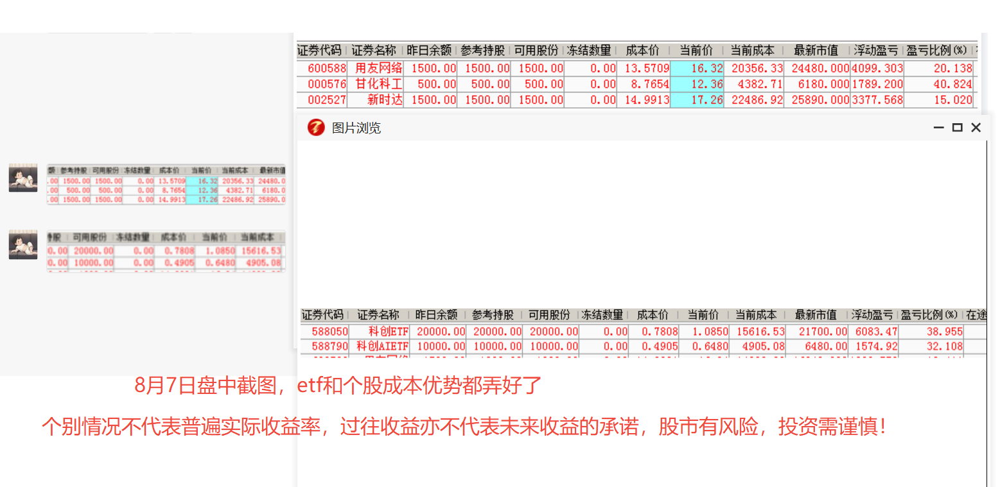 证券代码 证券名称 昨日余额 参考持股 可用股份 冻结数量 成本价 当前价 当前成本 最新市值 浮动盈亏 盈亏比例(%)
600588 用友网络 1500.00 1500.00 1500.00 0.00 13.5709 16.32 20356.33 24480.000 4099.303 20.138
000576 甘化科工 500.00 500.00 500.00 0.00 8.7654 12.36 4382.71 6180.000 1789.200 40.824
002527 新时达 1500.00 1500.00 1500.00 0.00 14.9913 17.26 22486.92 25890.000 3377.568 15.020
图片浏览
额 参考持股 可用股份 冻结数量 成本价 当前价 当前成本 最新市值
.00 1500.00 1500.00 0.00 13.5709 16.32 20356.33 24480.0
.00 500.00 500.00 0.00 8.7654 12.36 4382.71 6180.0
.00 1500.00 1500.00 0.00 14.9913 17.26 22486.92 25890.0
持股 可用股份 冻结数量 成本价 当前价 当前成本
0.00 20000.00 0.00 0.7808 1.0850 15616.53
0.00 10000.00 0.00 0.4905 0.6480 4905.08
证券代码 证券名称 昨日余额 参考持股 可用股份 冻结数量 成本价 当前价 当前成本 最新市值 浮动盈亏 盈亏比例(%) 在途
588050 科创ETF 20000.00 20000.00 20000.00 0.00 0.7808 1.0850 15616.53 21700.00 6083.47 38.955
588790 科创AIETF 10000.00 10000.00 10000.00 0.00 0.4905 0.6480 4905.08 6480.00 1574.92 32.108
8月7日盘中截图，etf和个股成本优势都弄好了
个别情况不代表普遍实际收益率，过往收益亦不代表未来收益的承诺，股市有风险，投资需谨慎！